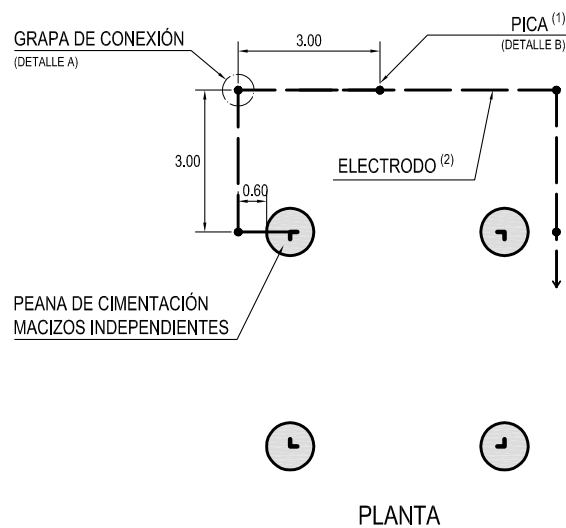 GRAPA DE CONEXIÓN
(DETALLE A)
3.00
PICA (1)
(DETALLE B)
3.00
ELECTRODO (2)
0.60
PEANA DE CIMENTACIÓN
MACIZOS INDEPENDIENTES
PLANTA